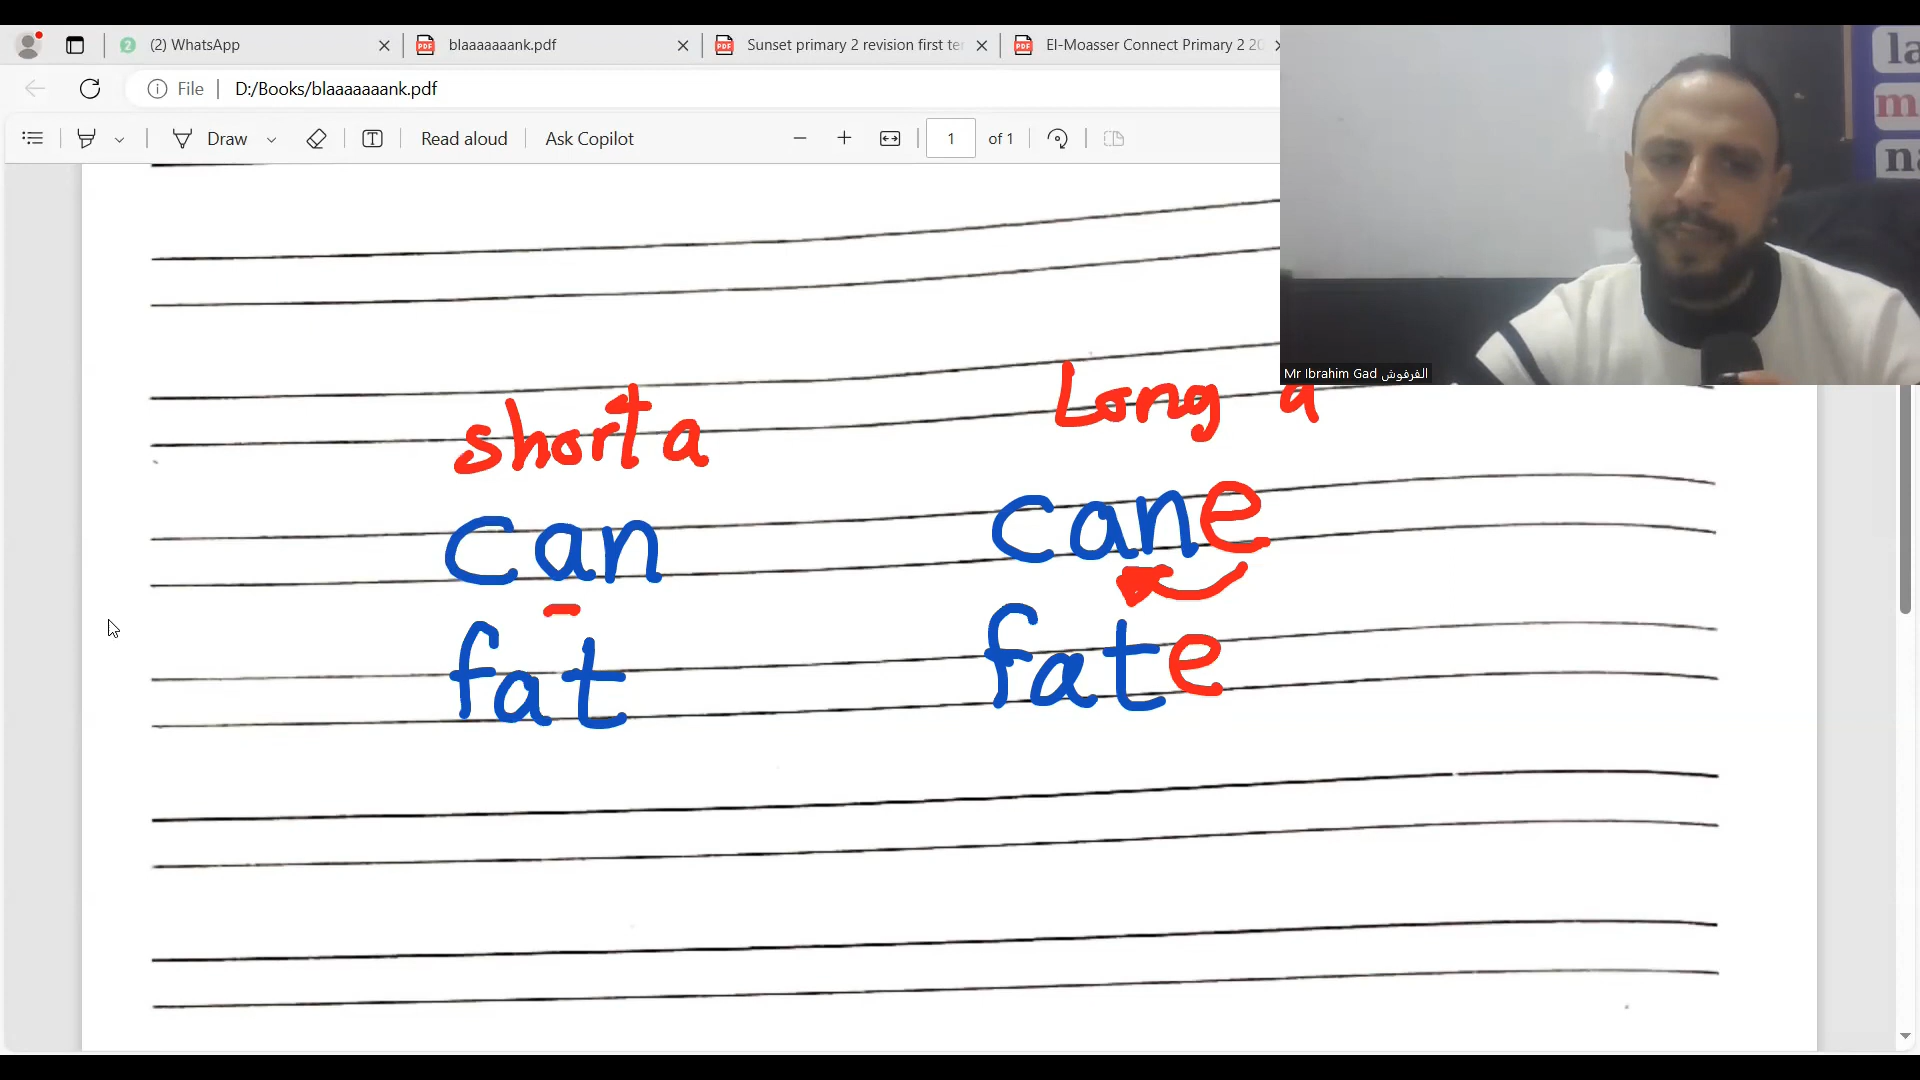 (2) WhatsApp
blaaaaaaank.pdf
Sunset primary 2 revision first te
El-Moasser Connect Primary 2 20
File
D:/Books/blaaaaaaank.pdf
Draw
Read aloud
Ask Copilot
1
of 1
la
m
na
Mr Ibrahim Gad الفرفوش
short a
Long a
can
cane
fat
fate